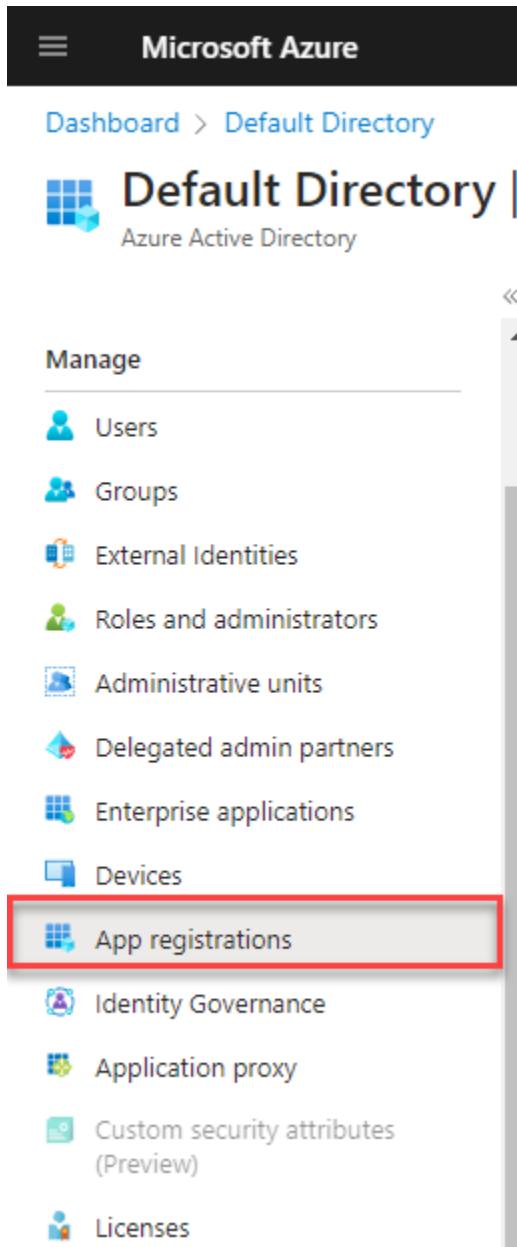 Microsoft Azure
Dashboard > Default Directory
Default Directory |
Azure Active Directory
«
Manage
Users
Groups
External Identities
Roles and administrators
Administrative units
Delegated admin partners
Enterprise applications
Devices
App registrations
Identity Governance
Application proxy
Custom security attributes
(Preview)
Licenses